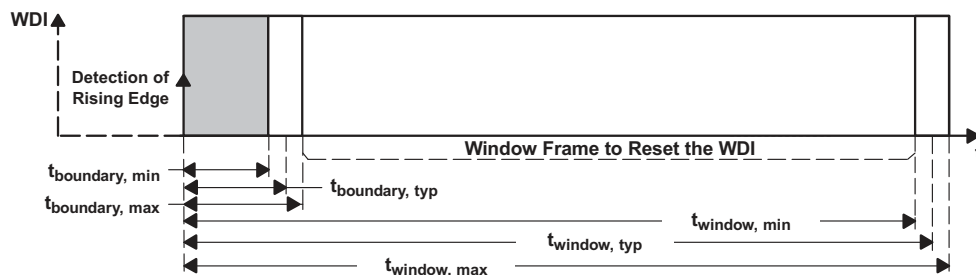 WDI
Detection of
Rising Edge
Window Frame to Reset the WDI
tboundary, min
tboundary, typ
tboundary, max
twindow, min
twindow, typ
twindow, max